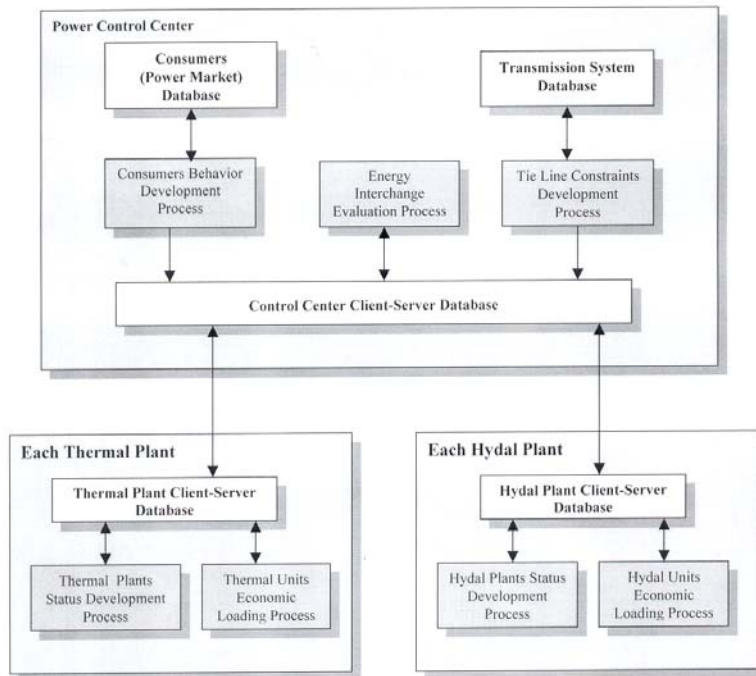 Power Control Center
Consumers
(Power Market)
Database
Transmission System
Database
Consumers Behavior
Development
Process
Energy
Interchange
Evaluation Process
Tie Line Constraints
Development
Process
Control Center Client-Server Database
Each Thermal Plant
Thermal Plant Client-Server
Database
Thermal Plants
Status Development
Process
Thermal Units
Economic
Loading Process
Each Hydal Plant
Hydal Plant Client-Server
Database
Hydal Plants Status
Development
Process
Hydal Units
Economic
Loading Process